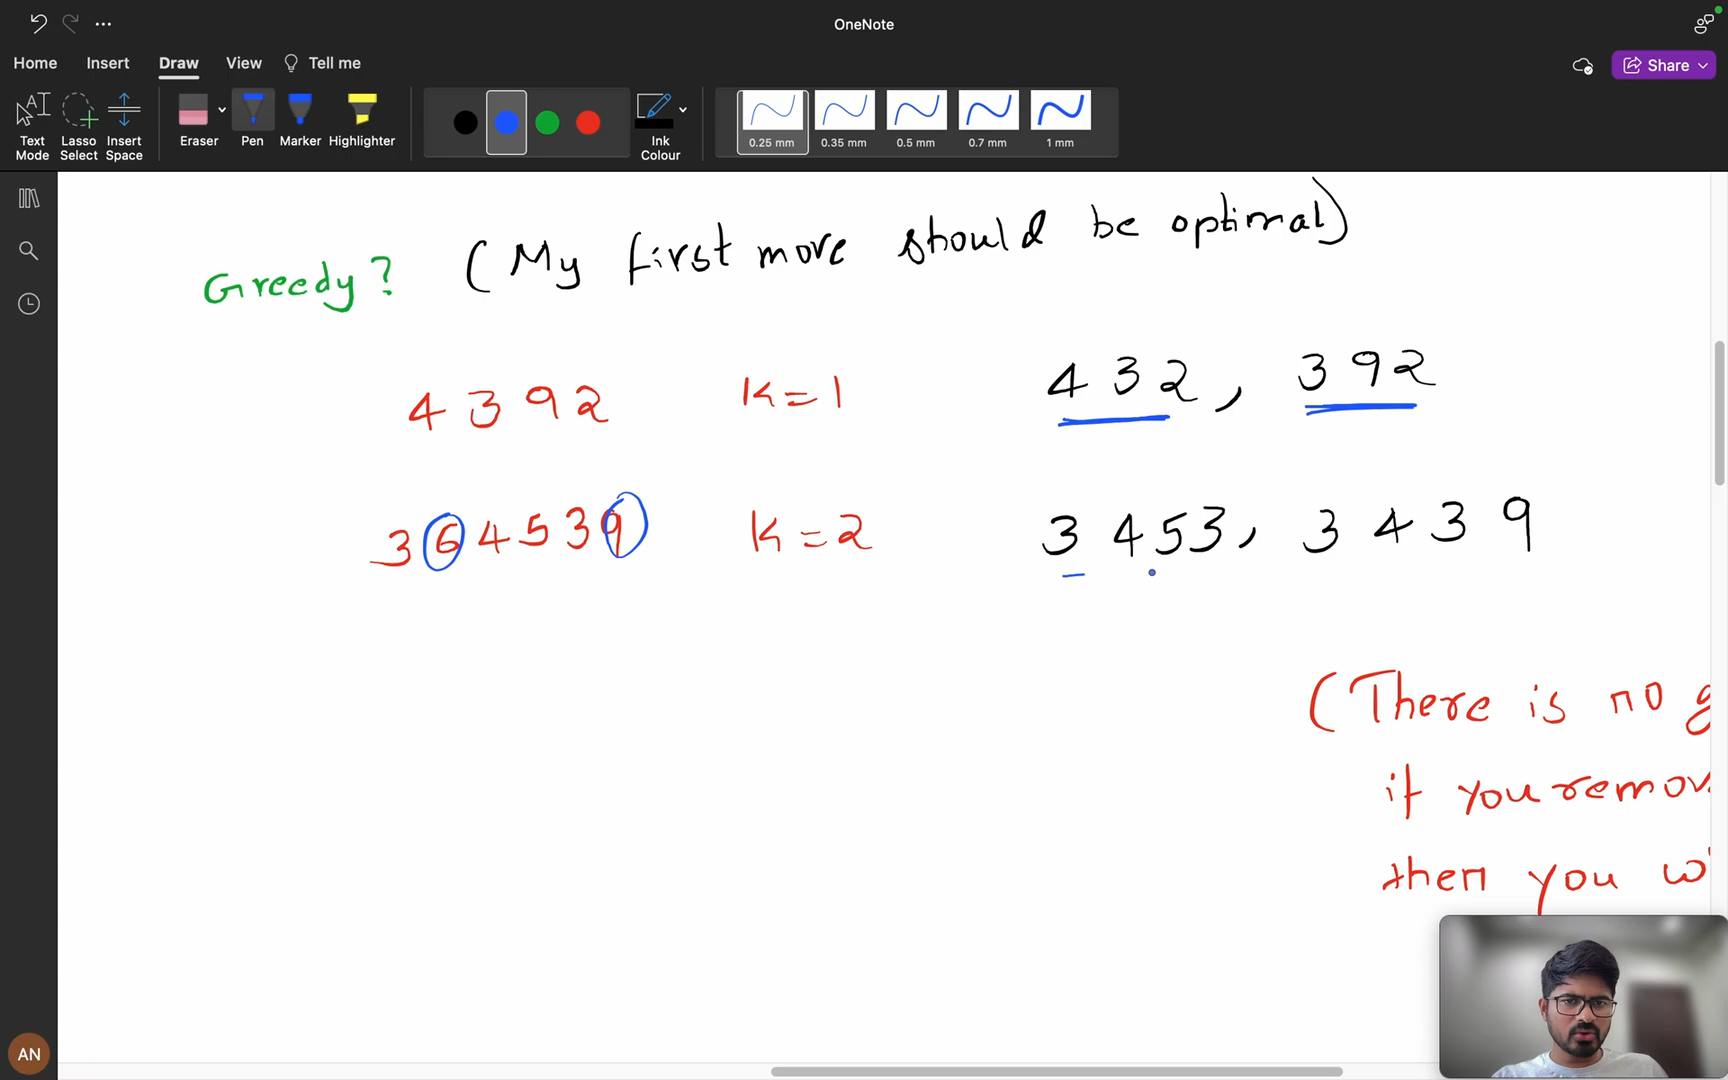 OneNote
Home Insert Draw View Tell me
Share
Text Mode
Lasso Select
Insert Space
Eraser
Pen
Marker
Highlighter
Ink Colour
0.25 mm
0.35 mm
0.5 mm
0.7 mm
1 mm
Greedy? (My first move should be optimal)
4 3 9 2 K=1 4 3 2 , 3 9 2
3 6 4 5 3 9 K=2 3 4 5 3 , 3 4 3 9
(There is no g
if you remov
then you w
AN